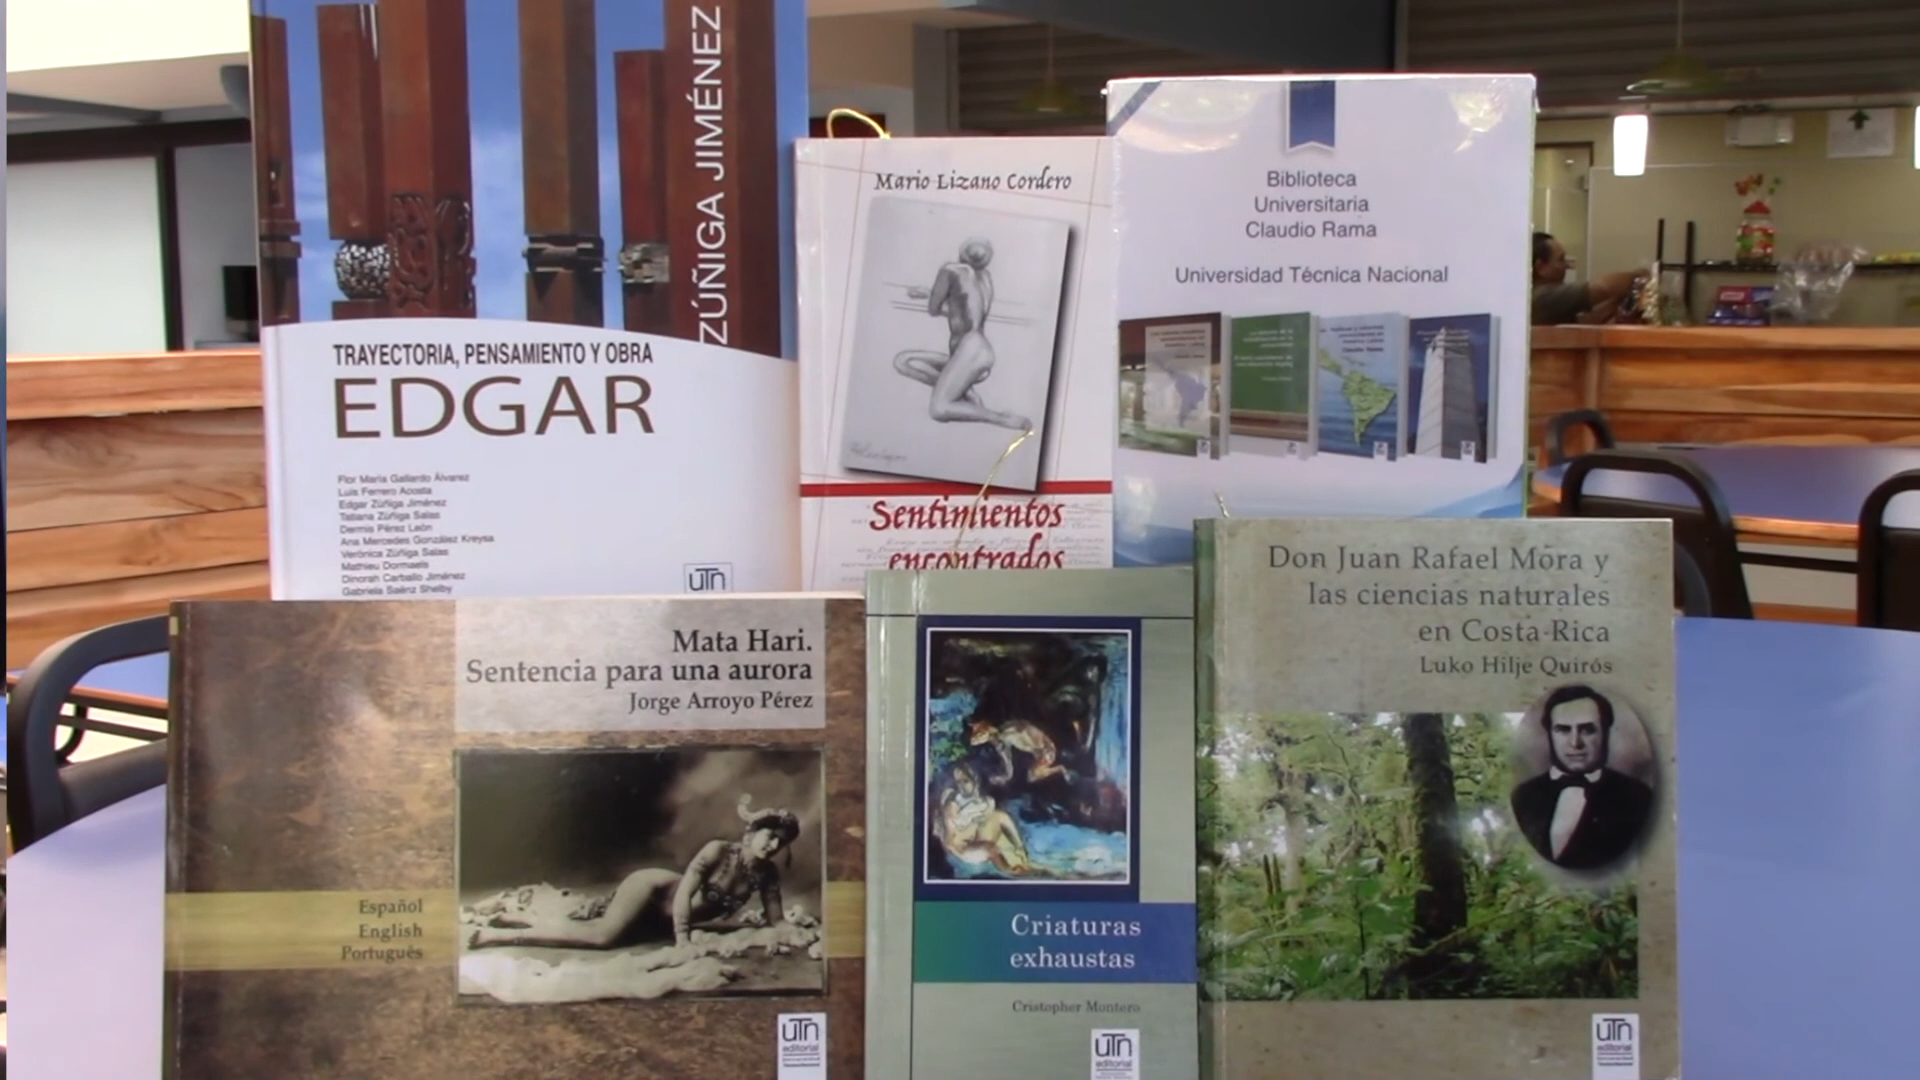 ZÚÑIGA JIMÉNEZ
TRAYECTORIA, PENSAMIENTO Y OBRA
EDGAR
Flor María Gallardo Álvarez
Luis Ferrero Acosta
Edgar Zúñiga Jiménez
Tatiana Zúñiga Salas
Dermis Pérez León
Ana Mercedes González Kreysa
Verónica Zúñiga Salas
Mathieu Dormaels
Dinorah Carballo Jiménez
Gabriela Saénz Shelby
uTn
Mario Lizano Cordero
Sentimientos
encontrados
Biblioteca
Universitaria
Claudio Rama
Universidad Técnica Nacional
Claudio Rama
Mata Hari.
Sentencia para una aurora
Jorge Arroyo Pérez
Español
English
Português
uTn
editorial
Criaturas
exhaustas
Cristopher Montero
uTn
editorial
Don Juan Rafael Mora y
las ciencias naturales
en Costa Rica
Luko Hilje Quirós
uTn
editorial